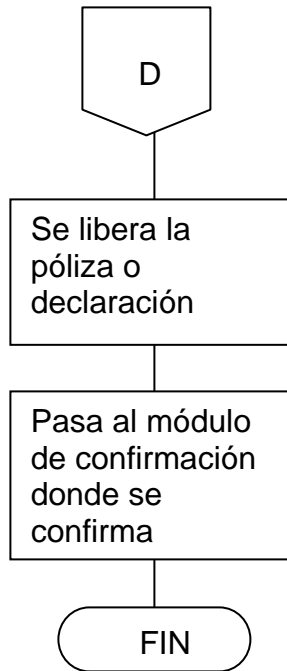 D
Se libera la
póliza o
declaración
Pasa al módulo
de confirmación
donde se
confirma
FIN